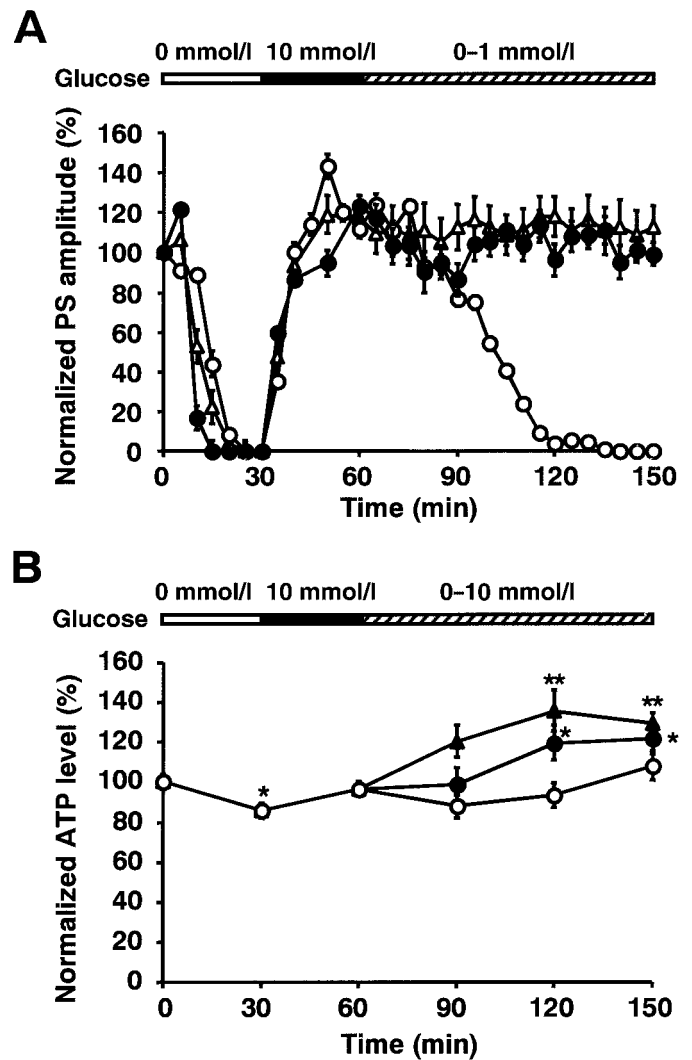 A
0 mmol/l 10 mmol/l 0–1 mmol/l
Glucose
Normalized PS amplitude (%)
160
140
120
100
80
60
40
20
0
0 30 60 90 120 150
Time (min)
B
0 mmol/l 10 mmol/l 0–10 mmol/l
Glucose
Normalized ATP level (%)
160
140
120
100
80
60
40
20
0
* ** * ** *
0 30 60 90 120 150
Time (min)